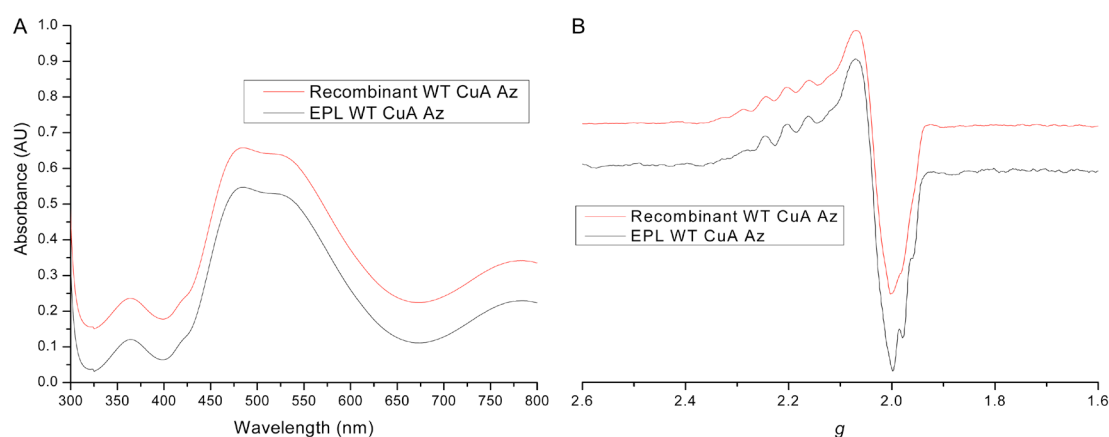 A
1.0
0.9
0.8
0.7
0.6
0.5
0.4
0.3
0.2
0.1
0.0
Absorbance (AU)
Recombinant WT CuA Az
EPL WT CuA Az
300 350 400 450 500 550 600 650 700 750 800
Wavelength (nm)
B
Recombinant WT CuA Az
EPL WT CuA Az
2.6 2.4 2.2 2.0 1.8 1.6
g